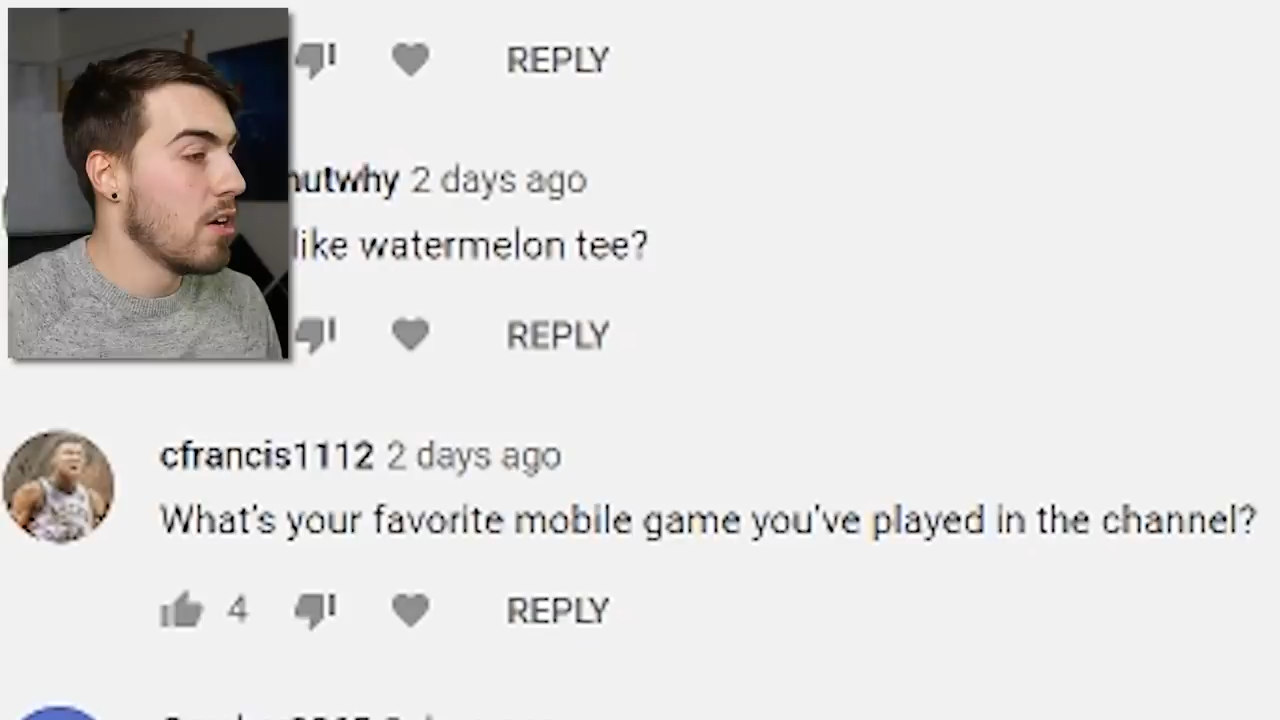 REPLY
nutwhy 2 days ago
like watermelon tee?
REPLY
cfrancis1112 2 days ago
What's your favorite mobile game you've played in the channel?
4
REPLY